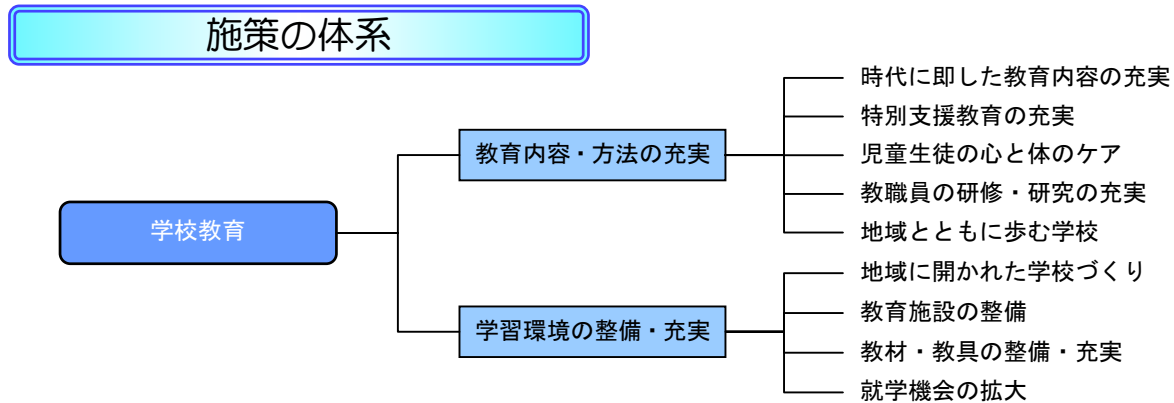 施策の体系
学校教育
教育内容・方法の充実
時代に即した教育内容の充実
特別支援教育の充実
児童生徒の心と体のケア
教職員の研修・研究の充実
地域とともに歩む学校
学習環境の整備・充実
地域に開かれた学校づくり
教育施設の整備
教材・教具の整備・充実
就学機会の拡大